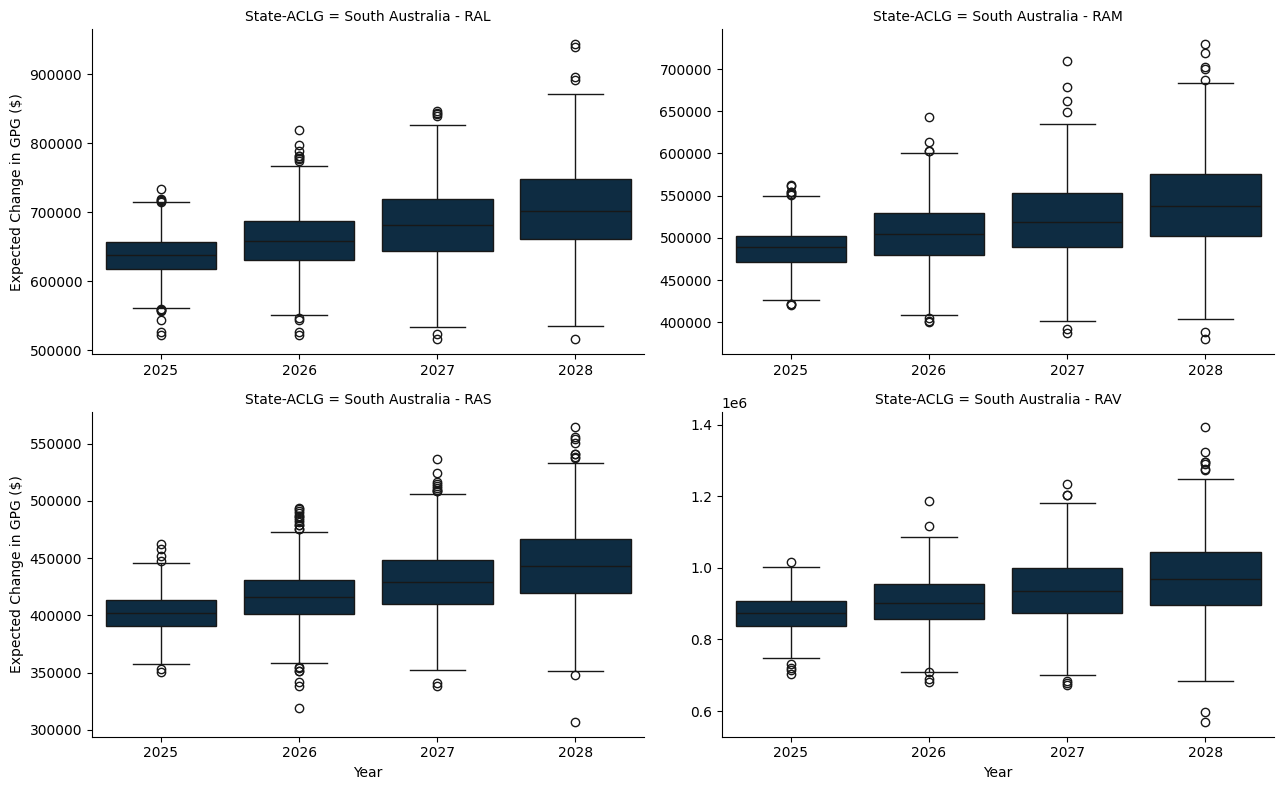 State-ACLG = South Australia - RAL
Expected Change in GPG ($)
900000
800000
700000
600000
500000
2025 2026 2027 2028
State-ACLG = South Australia - RAM
700000
650000
600000
550000
500000
450000
400000
2025 2026 2027 2028
State-ACLG = South Australia - RAS
Expected Change in GPG ($)
550000
500000
450000
400000
350000
300000
2025 2026 2027 2028
Year
State-ACLG = South Australia - RAV
1e6
1.4
1.2
1.0
0.8
0.6
2025 2026 2027 2028
Year